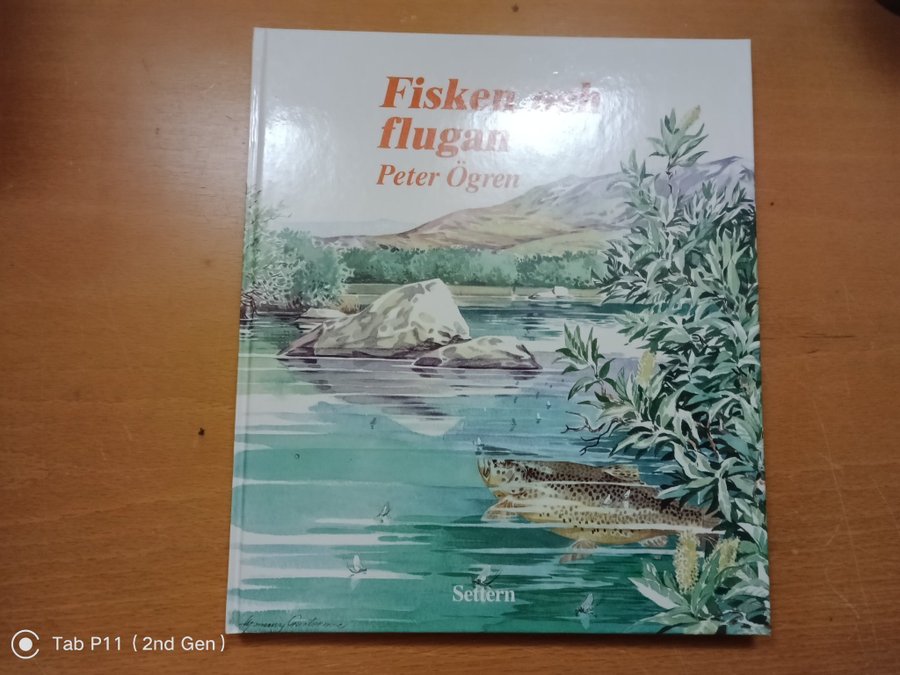 Fisken och
flugan
Peter Ögren
Settern
Tab P11 (2nd Gen)